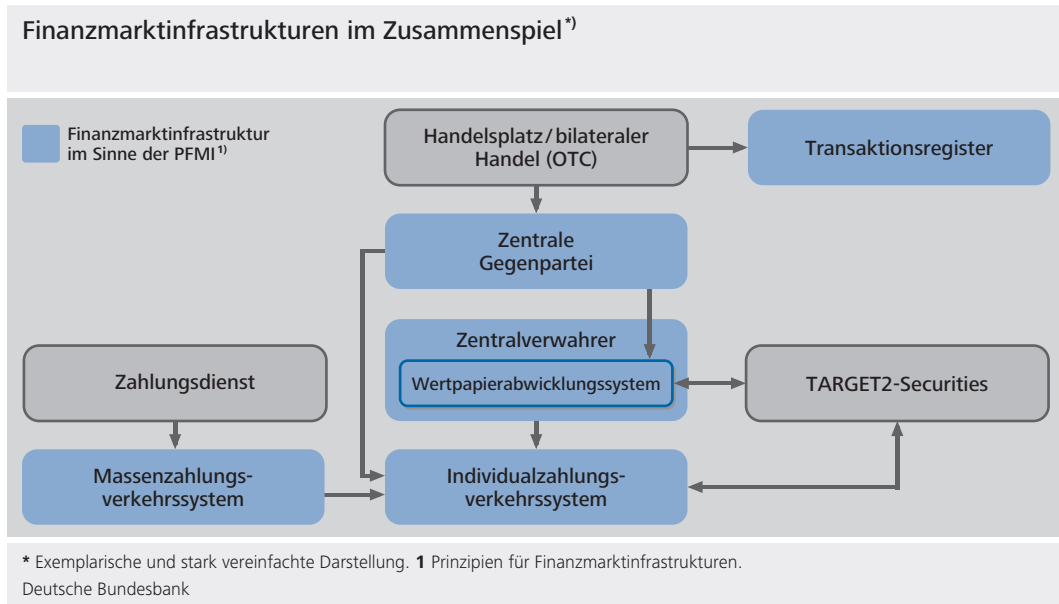 Finanzmarktinfrastrukturen im Zusammenspiel*)
Finanzmarktinfrastruktur
im Sinne der PFMI1)
Handelsplatz/bilateraler
Handel (OTC)
Transaktionsregister
Zentrale
Gegenpartei
Zentralverwahrer
Wertpapierabwicklungssystem
Zahlungsdienst
TARGET2-Securities
Massenzahlungs-
verkehrssystem
Individualzahlungs-
verkehrssystem
* Exemplarische und stark vereinfachte Darstellung. 1 Prinzipien für Finanzmarktinfrastrukturen.
Deutsche Bundesbank